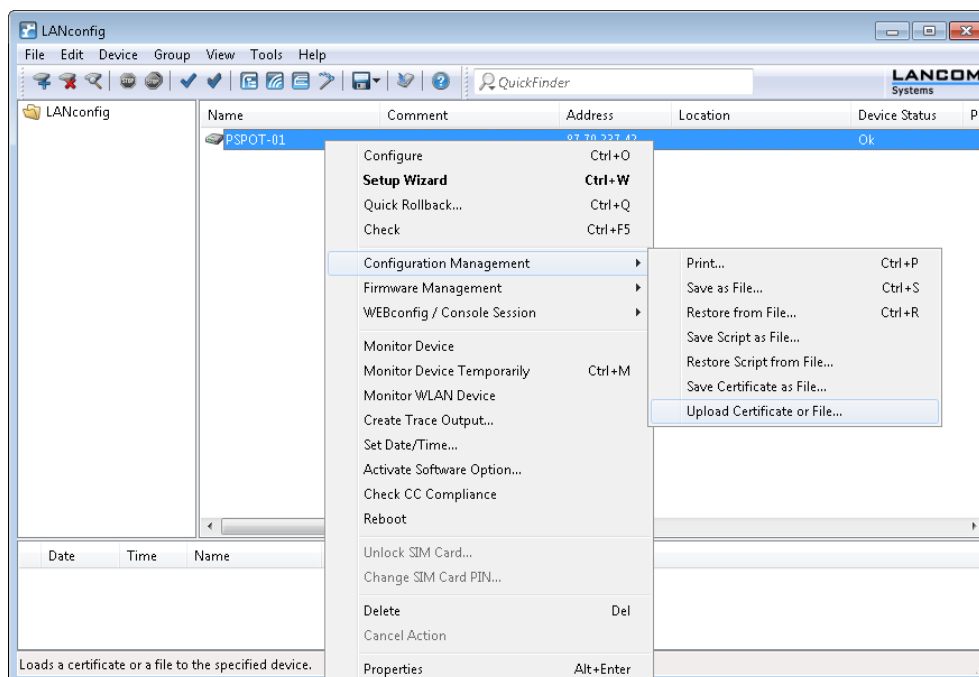 LANconfig
File Edit Device Group View Tools Help
QuickFinder
LANCOM
Systems
LANconfig
Name Comment Address Location Device Status P
PSPOT-01 87.79.237.42 Ok
Configure Ctrl+O
Setup Wizard Ctrl+W
Quick Rollback... Ctrl+Q
Check Ctrl+F5
Configuration Management
Firmware Management
WEBconfig / Console Session
Monitor Device
Monitor Device Temporarily Ctrl+M
Monitor WLAN Device
Create Trace Output...
Set Date/Time...
Activate Software Option...
Check CC Compliance
Reboot
Unlock SIM Card...
Change SIM Card PIN...
Delete Del
Cancel Action
Properties Alt+Enter
Print... Ctrl+P
Save as File... Ctrl+S
Restore from File... Ctrl+R
Save Script as File...
Restore Script from File...
Save Certificate as File...
Upload Certificate or File...
Date Time Name
Loads a certificate or a file to the specified device.